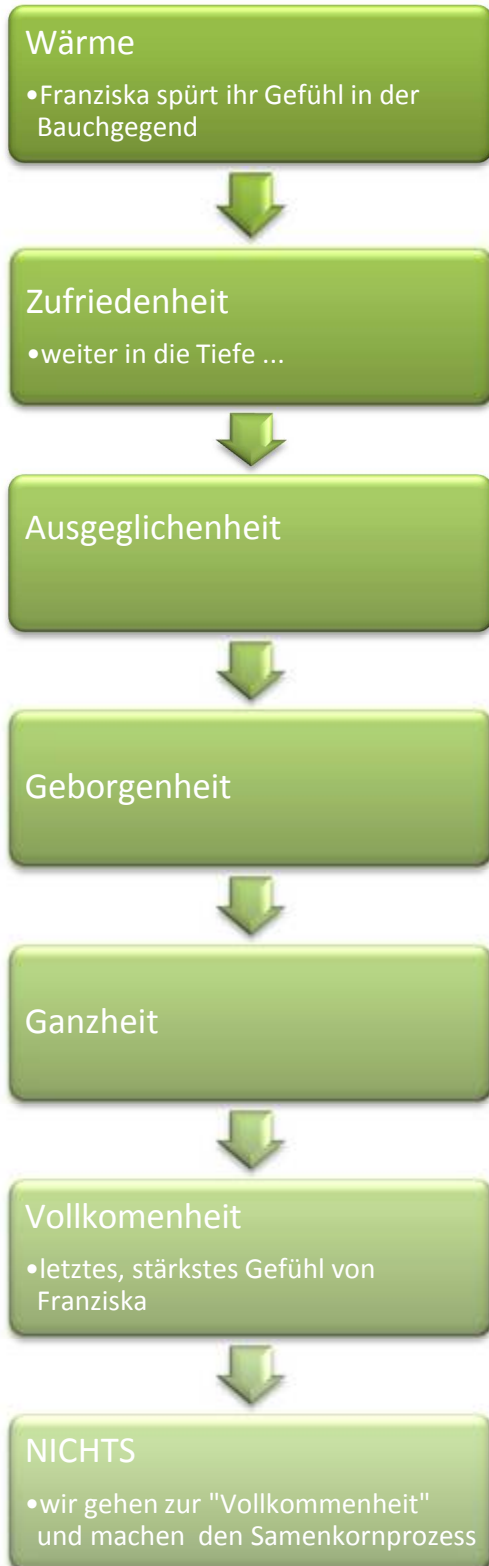 Wärme
•Franziska spürt ihr Gefühl in der
Bauchgegend
Zufriedenheit
•weiter in die Tiefe ...
Ausgeglichenheit
Geborgenheit
Ganzheit
Vollkomenheit
•letztes, stärkstes Gefühl von
Franziska
NICHTS
•wir gehen zur "Vollkommenheit"
und machen den Samenkornprozess